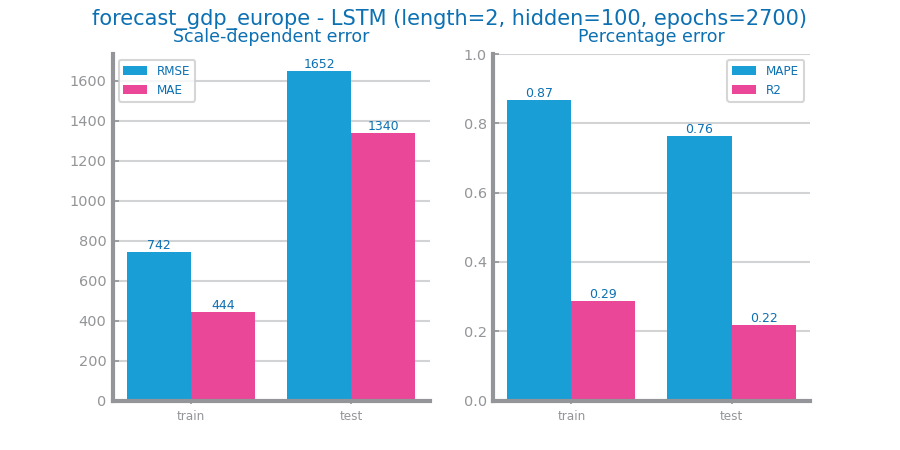 forecast_gdp_europe - LSTM (length=2, hidden=100, epochs=2700)
Scale-dependent error
RMSE
MAE
1600
1400
1200
1000
800
600
400
200
0
742
444
1652
1340
train
test
Percentage error
MAPE
R2
1.0
0.8
0.6
0.4
0.2
0.0
0.87
0.29
0.76
0.22
train
test